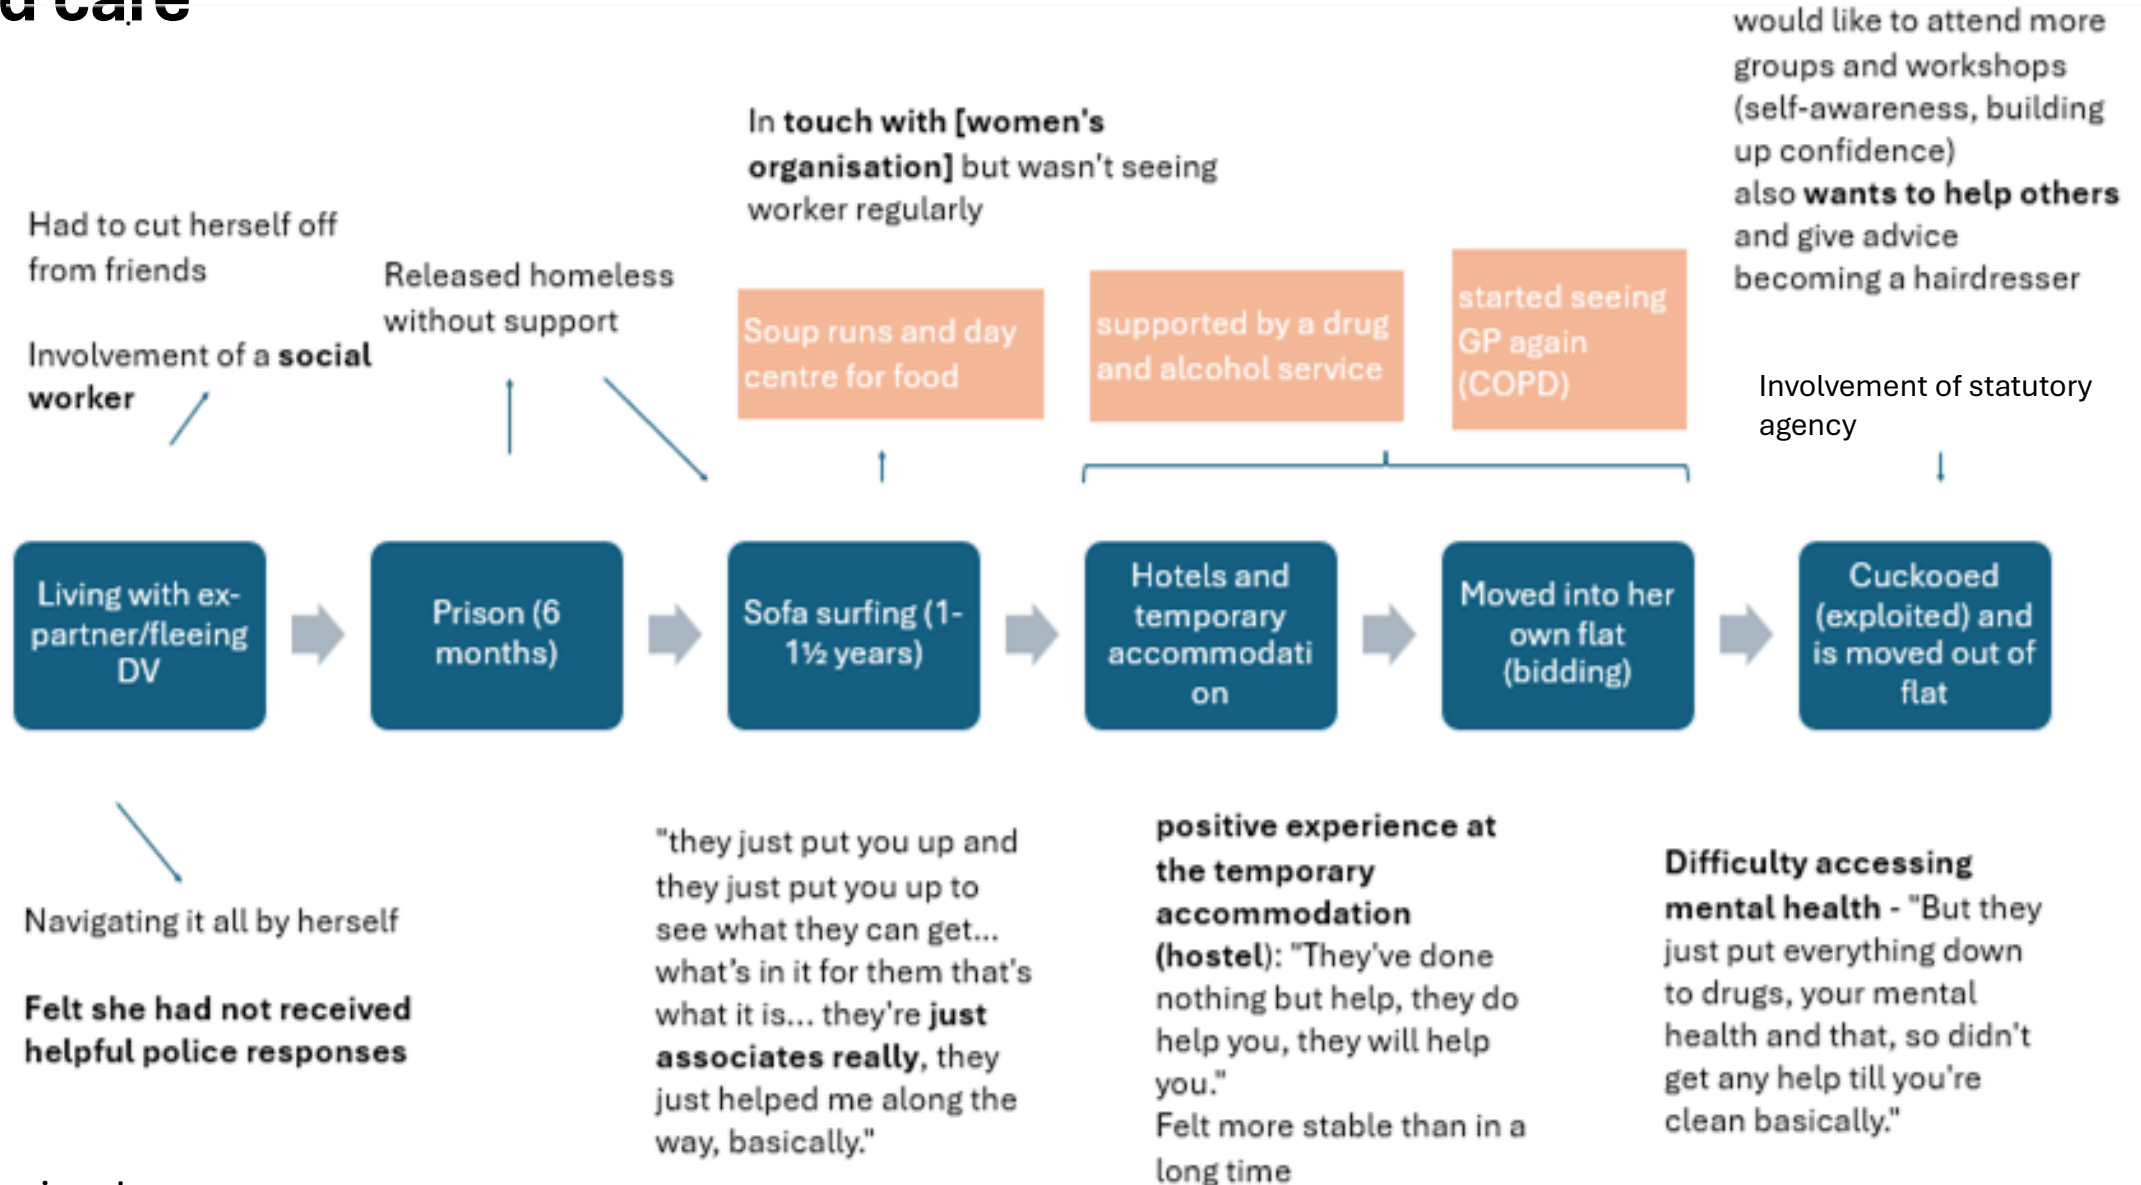 d care
would like to attend more
groups and workshops
(self-awareness, building
up confidence)
also wants to help others
and give advice
becoming a hairdresser
In touch with [women's
organisation] but wasn't seeing
worker regularly
Had to cut herself off
from friends
Involvement of a social
worker
Released homeless
without support
Soup runs and day
centre for food
supported by a drug
and alcohol service
started seeing
GP again
(COPD)
Involvement of statutory
agency
Living with ex-
partner/fleeing
DV
Prison (6
months)
Sofa surfing (1-
1½ years)
Hotels and
temporary
accommodati
on
Moved into her
own flat
(bidding)
Cuckooed
(exploited) and
is moved out of
flat
Navigating it all by herself
Felt she had not received
helpful police responses
"they just put you up and
they just put you up to
see what they can get...
what's in it for them that's
what it is... they're just
associates really, they
just helped me along the
way, basically."
positive experience at
the temporary
accommodation
(hostel): "They've done
nothing but help, they do
help you, they will help
you."
Felt more stable than in a
long time
Difficulty accessing
mental health - "But they
just put everything down
to drugs, your mental
health and that, so didn't
get any help till you're
clean basically."